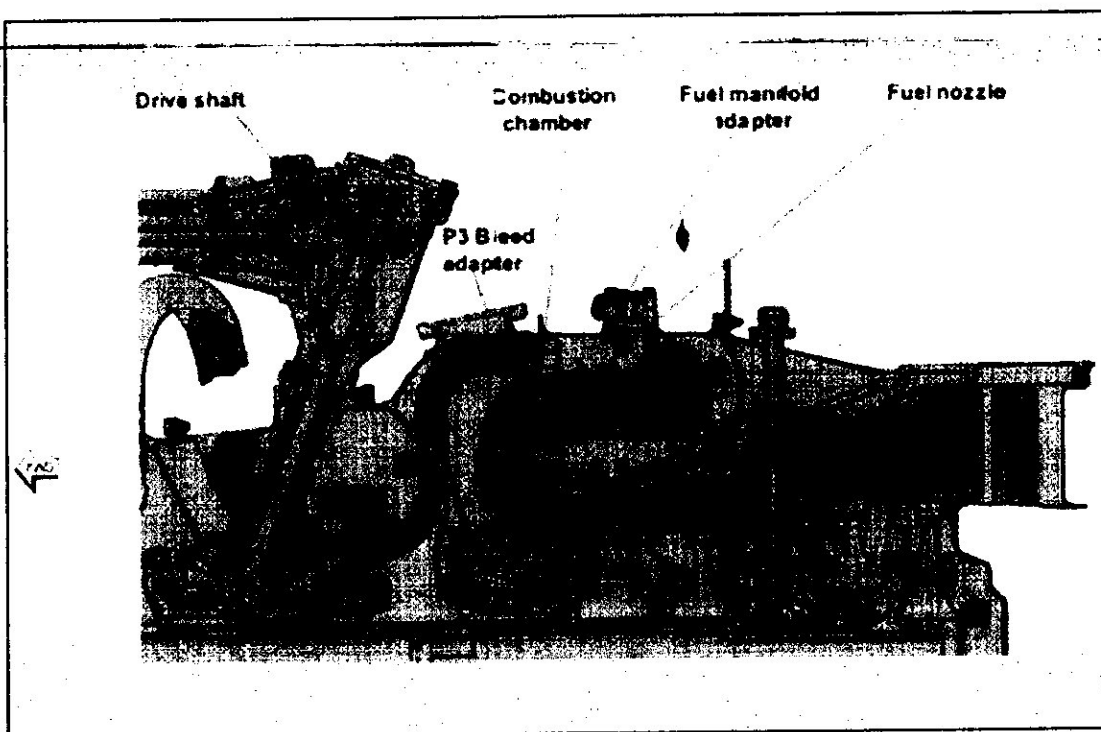 Drive shaft
Combustion
chamber
Fuel manifold
adapter
Fuel nozzle
P3 Bleed
adapter